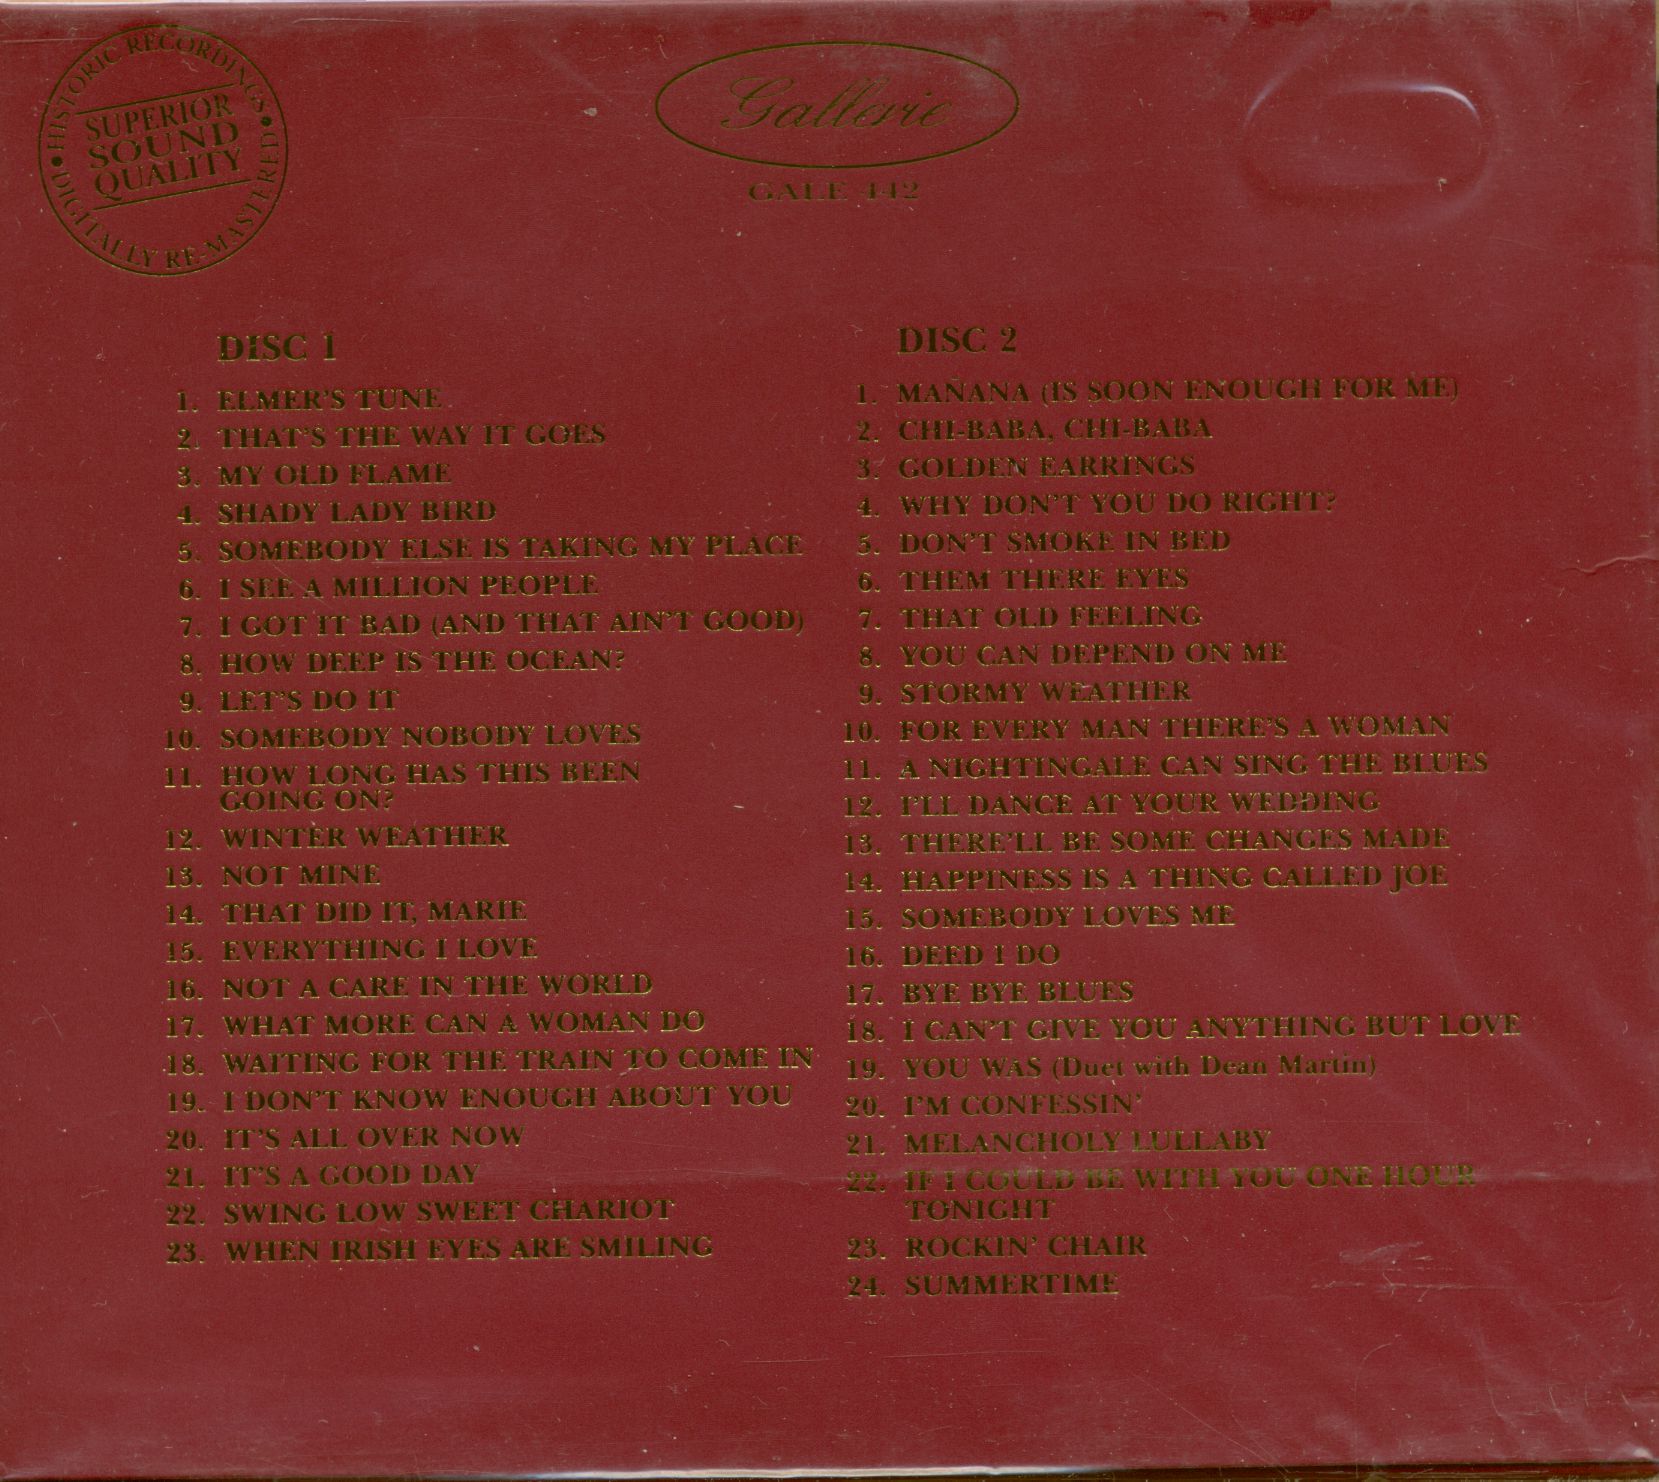 HISTORIC RECORDINGS
SUPERIOR
SOUND
QUALITY
DIGITALLY RE-MASTERED
Gallerie
GALE 442
DISC 1
1. ELMER'S TUNE
2. THAT'S THE WAY IT GOES
3. MY OLD FLAME
4. SHADY LADY BIRD
5. SOMEBODY ELSE IS TAKING MY PLACE
6. I SEE A MILLION PEOPLE
7. I GOT IT BAD (AND THAT AIN'T GOOD)
8. HOW DEEP IS THE OCEAN?
9. LET'S DO IT
10. SOMEBODY NOBODY LOVES
11. HOW LONG HAS THIS BEEN
GOING ON?
12. WINTER WEATHER
13. NOT MINE
14. THAT DID IT, MARIE
15. EVERYTHING I LOVE
16. NOT A CARE IN THE WORLD
17. WHAT MORE CAN A WOMAN DO
18. WAITING FOR THE TRAIN TO COME IN
19. I DON'T KNOW ENOUGH ABOUT YOU
20. IT'S ALL OVER NOW
21. IT'S A GOOD DAY
22. SWING LOW SWEET CHARIOT
23. WHEN IRISH EYES ARE SMILING
DISC 2
1. MAÑANA (IS SOON ENOUGH FOR ME)
2. CHI-BABA, CHI-BABA
3. GOLDEN EARRINGS
4. WHY DON'T YOU DO RIGHT?
5. DON'T SMOKE IN BED
6. THEM THERE EYES
7. THAT OLD FEELING
8. YOU CAN DEPEND ON ME
9. STORMY WEATHER
10. FOR EVERY MAN THERE'S A WOMAN
11. A NIGHTINGALE CAN SING THE BLUES
12. I'LL DANCE AT YOUR WEDDING
13. THERE'LL BE SOME CHANGES MADE
14. HAPPINESS IS A THING CALLED JOE
15. SOMEBODY LOVES ME
16. DEED I DO
17. BYE BYE BLUES
18. I CAN'T GIVE YOU ANYTHING BUT LOVE
19. YOU WAS (Duet with Dean Martin)
20. I'M CONFESSIN'
21. MELANCHOLY LULLABY
22. IF I COULD BE WITH YOU ONE HOUR
TONIGHT
23. ROCKIN' CHAIR
24. SUMMERTIME